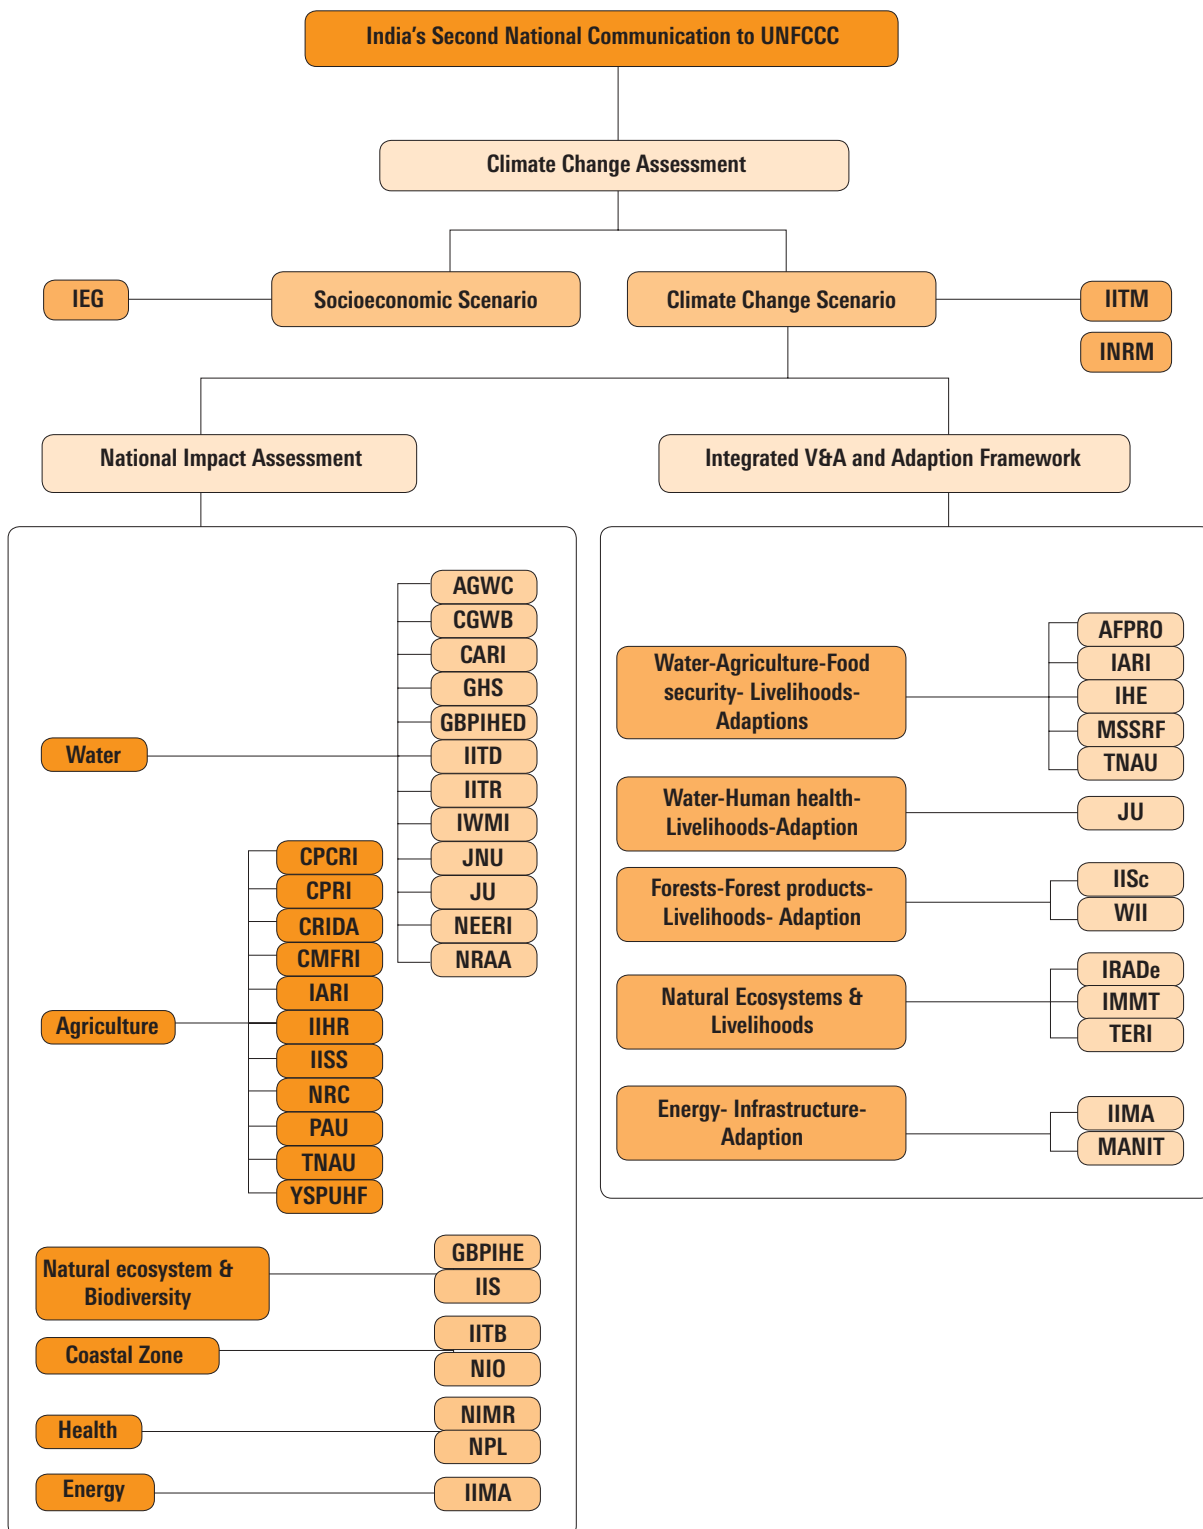 India's Second National Communication to UNFCCC
Climate Change Assessment
IEG
Socioeconomic Scenario
Climate Change Scenario
IITM
INRM
National Impact Assessment
Integrated V&A and Adaption Framework
Water
AGWC
CGWB
CARI
GHS
GBPIHED
IITD
IITR
IWMI
JNU
JU
NEERI
NRAA
Agriculture
CPCRI
CPRI
CRIDA
CMFRI
IARI
IIHR
IISS
NRC
PAU
TNAU
YSPUHF
Natural ecosystem &
Biodiversity
GBPIHE
IIS
Coastal Zone
IITB
NIO
Health
NIMR
NPL
Energy
IIMA
Water-Agriculture-Food
security- Livelihoods-
Adaptions
AFPRO
IARI
IHE
MSSRF
TNAU
Water-Human health-
Livelihoods-Adaption
JU
Forests-Forest products-
Livelihoods- Adaption
IISc
WII
Natural Ecosystems &
Livelihoods
IRADe
IMMT
TERI
Energy- Infrastructure-
Adaption
IIMA
MANIT